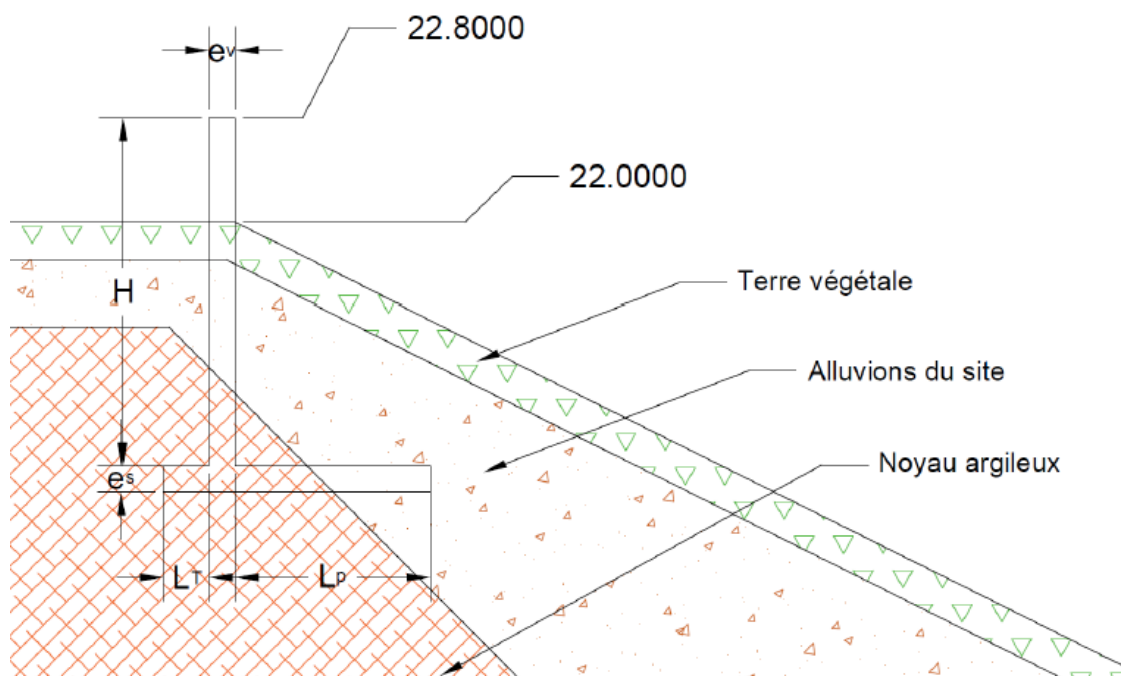 22.8000
ev
22.0000
H
Terre végétale
Alluvions du site
Noyau argileux
es
LT
Lp